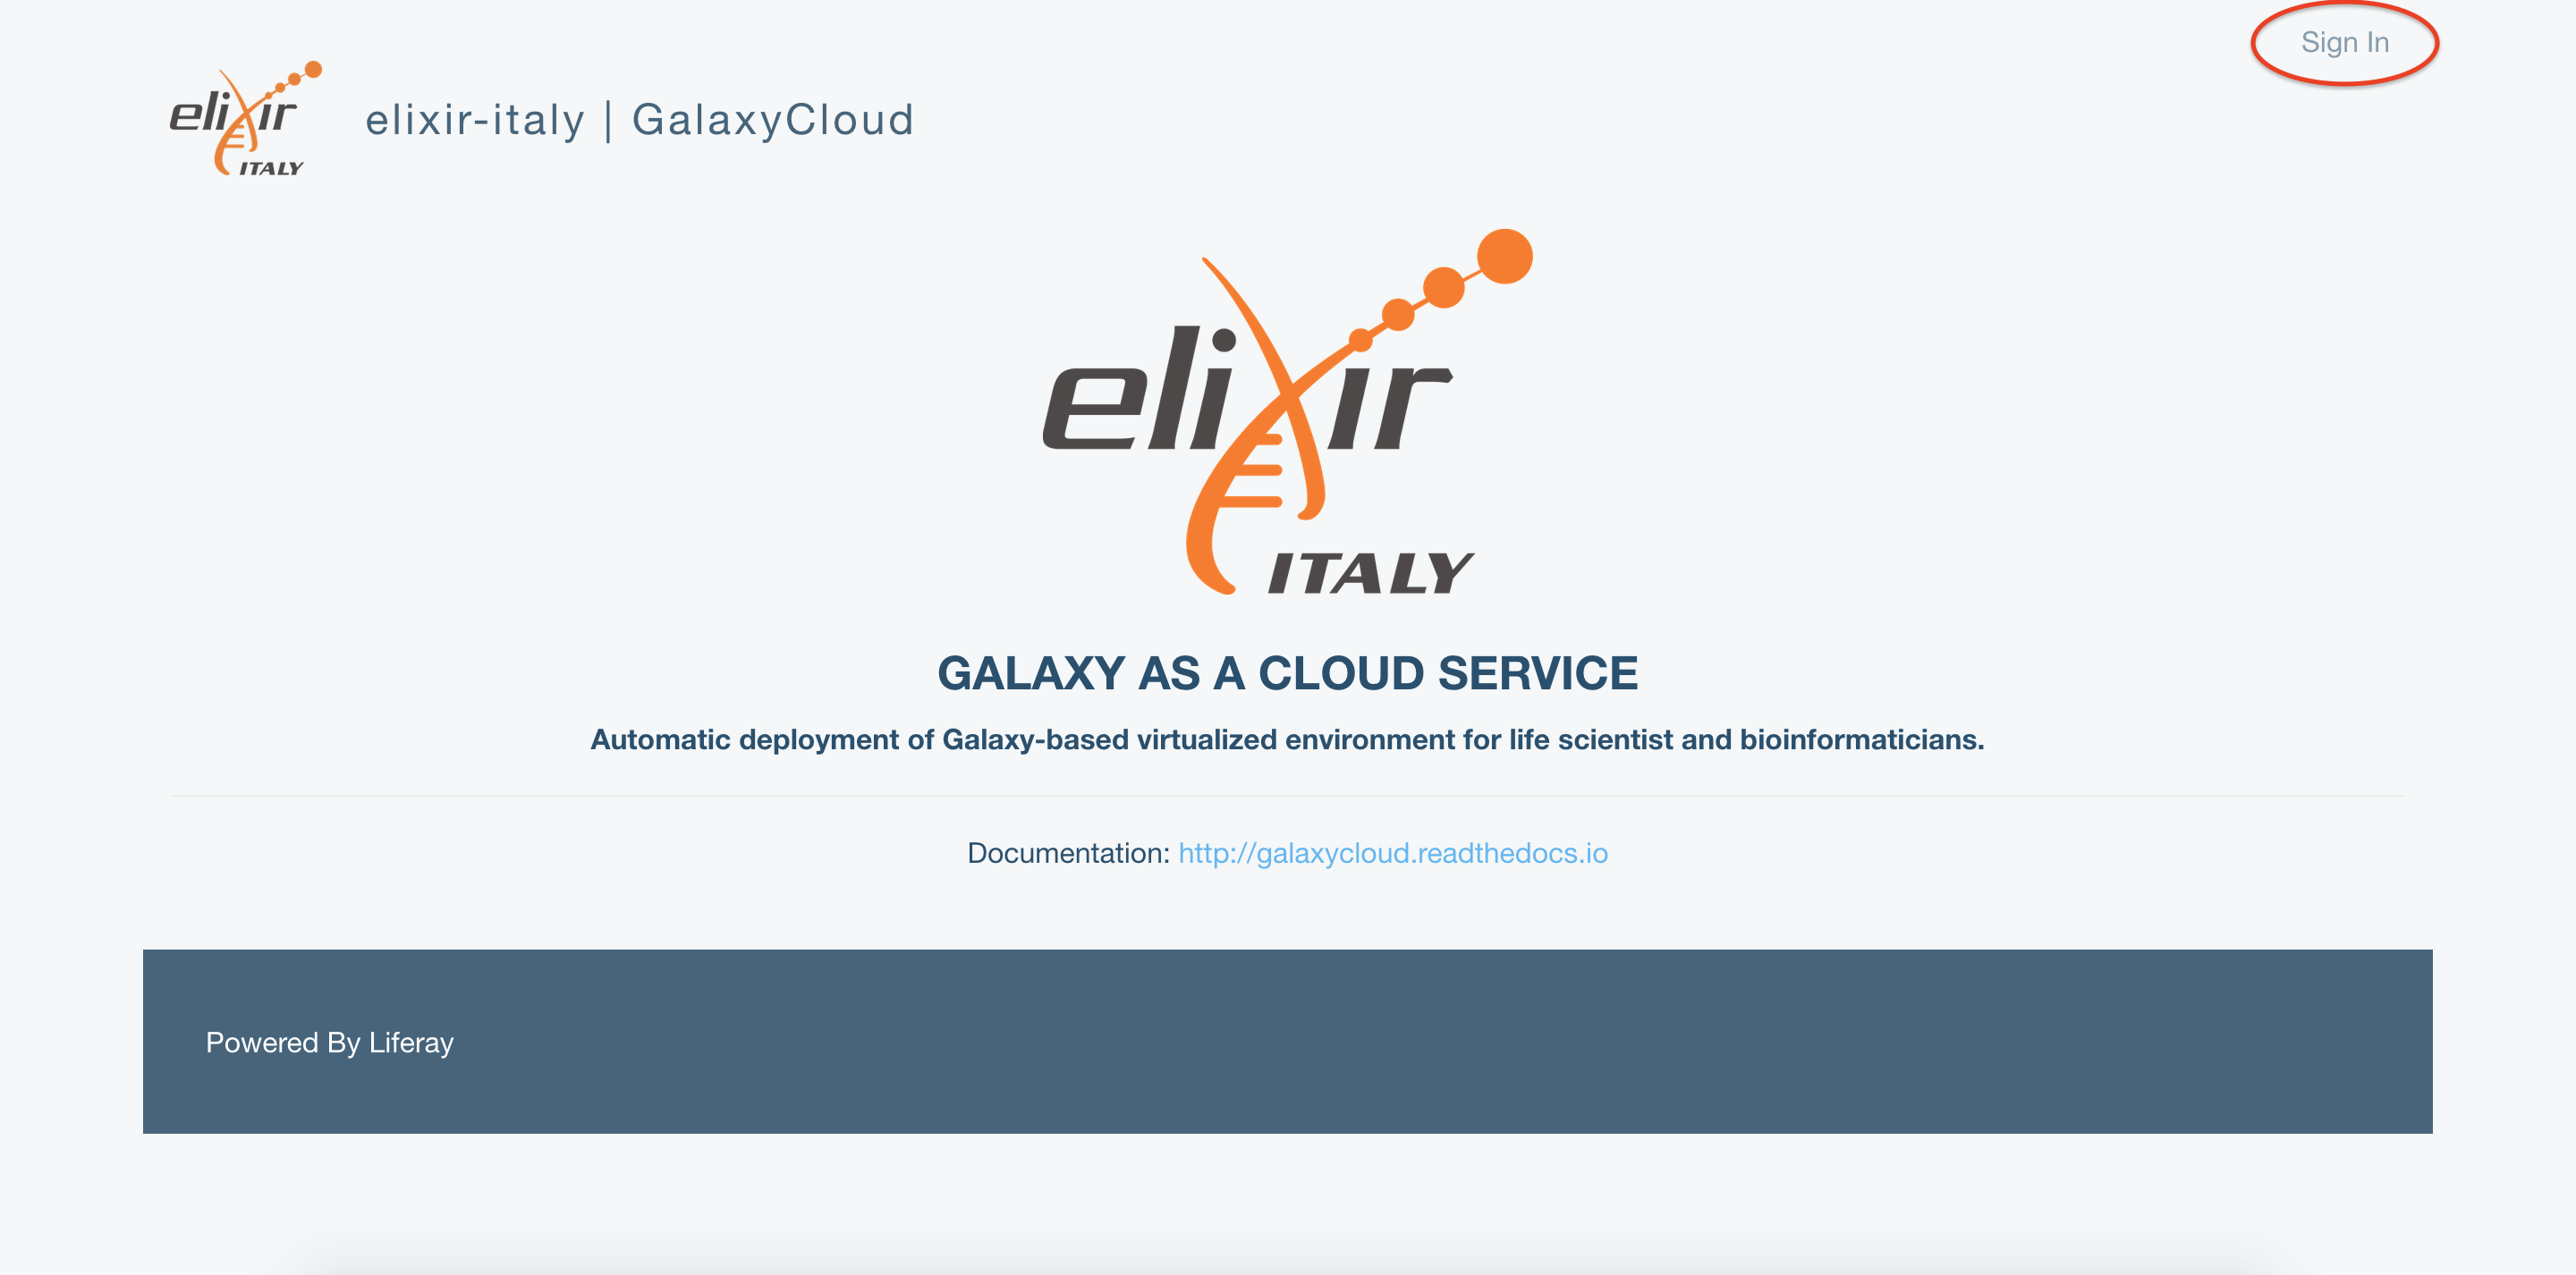 Sign In
elixir
ITALY
elixir-italy | GalaxyCloud
elixir
ITALY
GALAXY AS A CLOUD SERVICE
Automatic deployment of Galaxy-based virtualized environment for life scientist and bioinformaticians.
Documentation: http://galaxycloud.readthedocs.io
Powered By Liferay